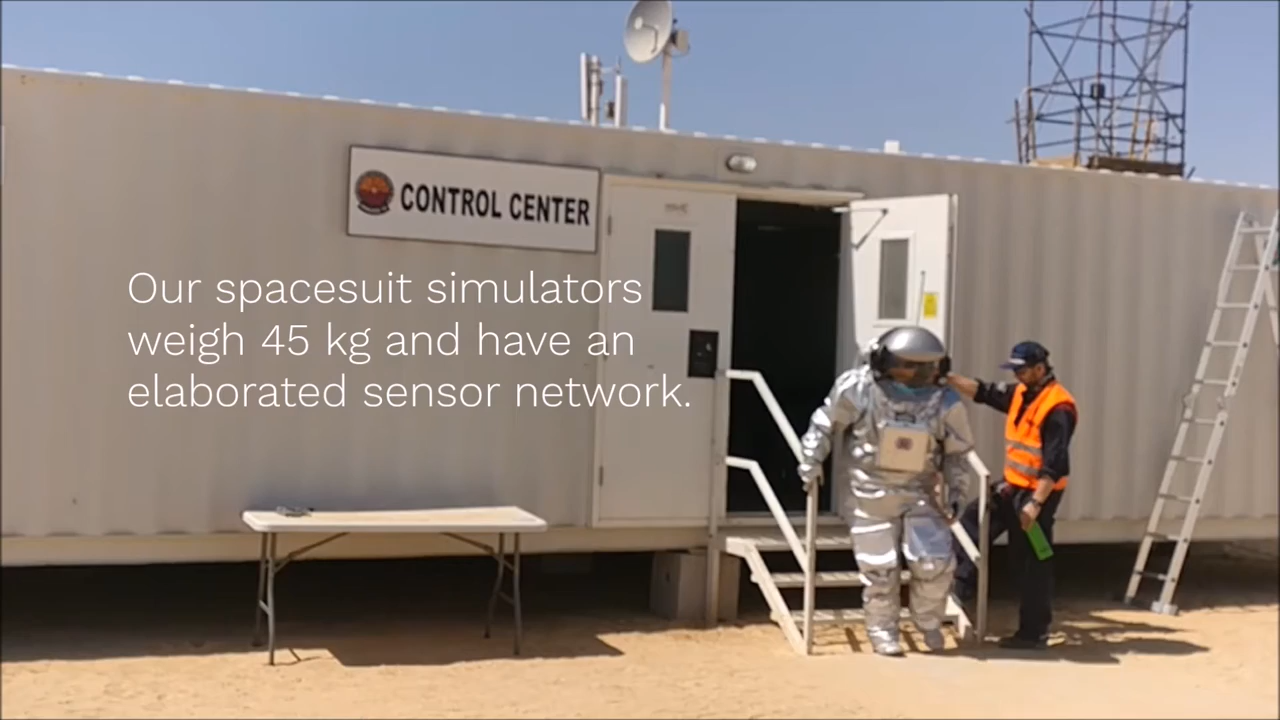 CONTROL CENTER
Our spacesuit simulators
weigh 45 kg and have an
elaborated sensor network.